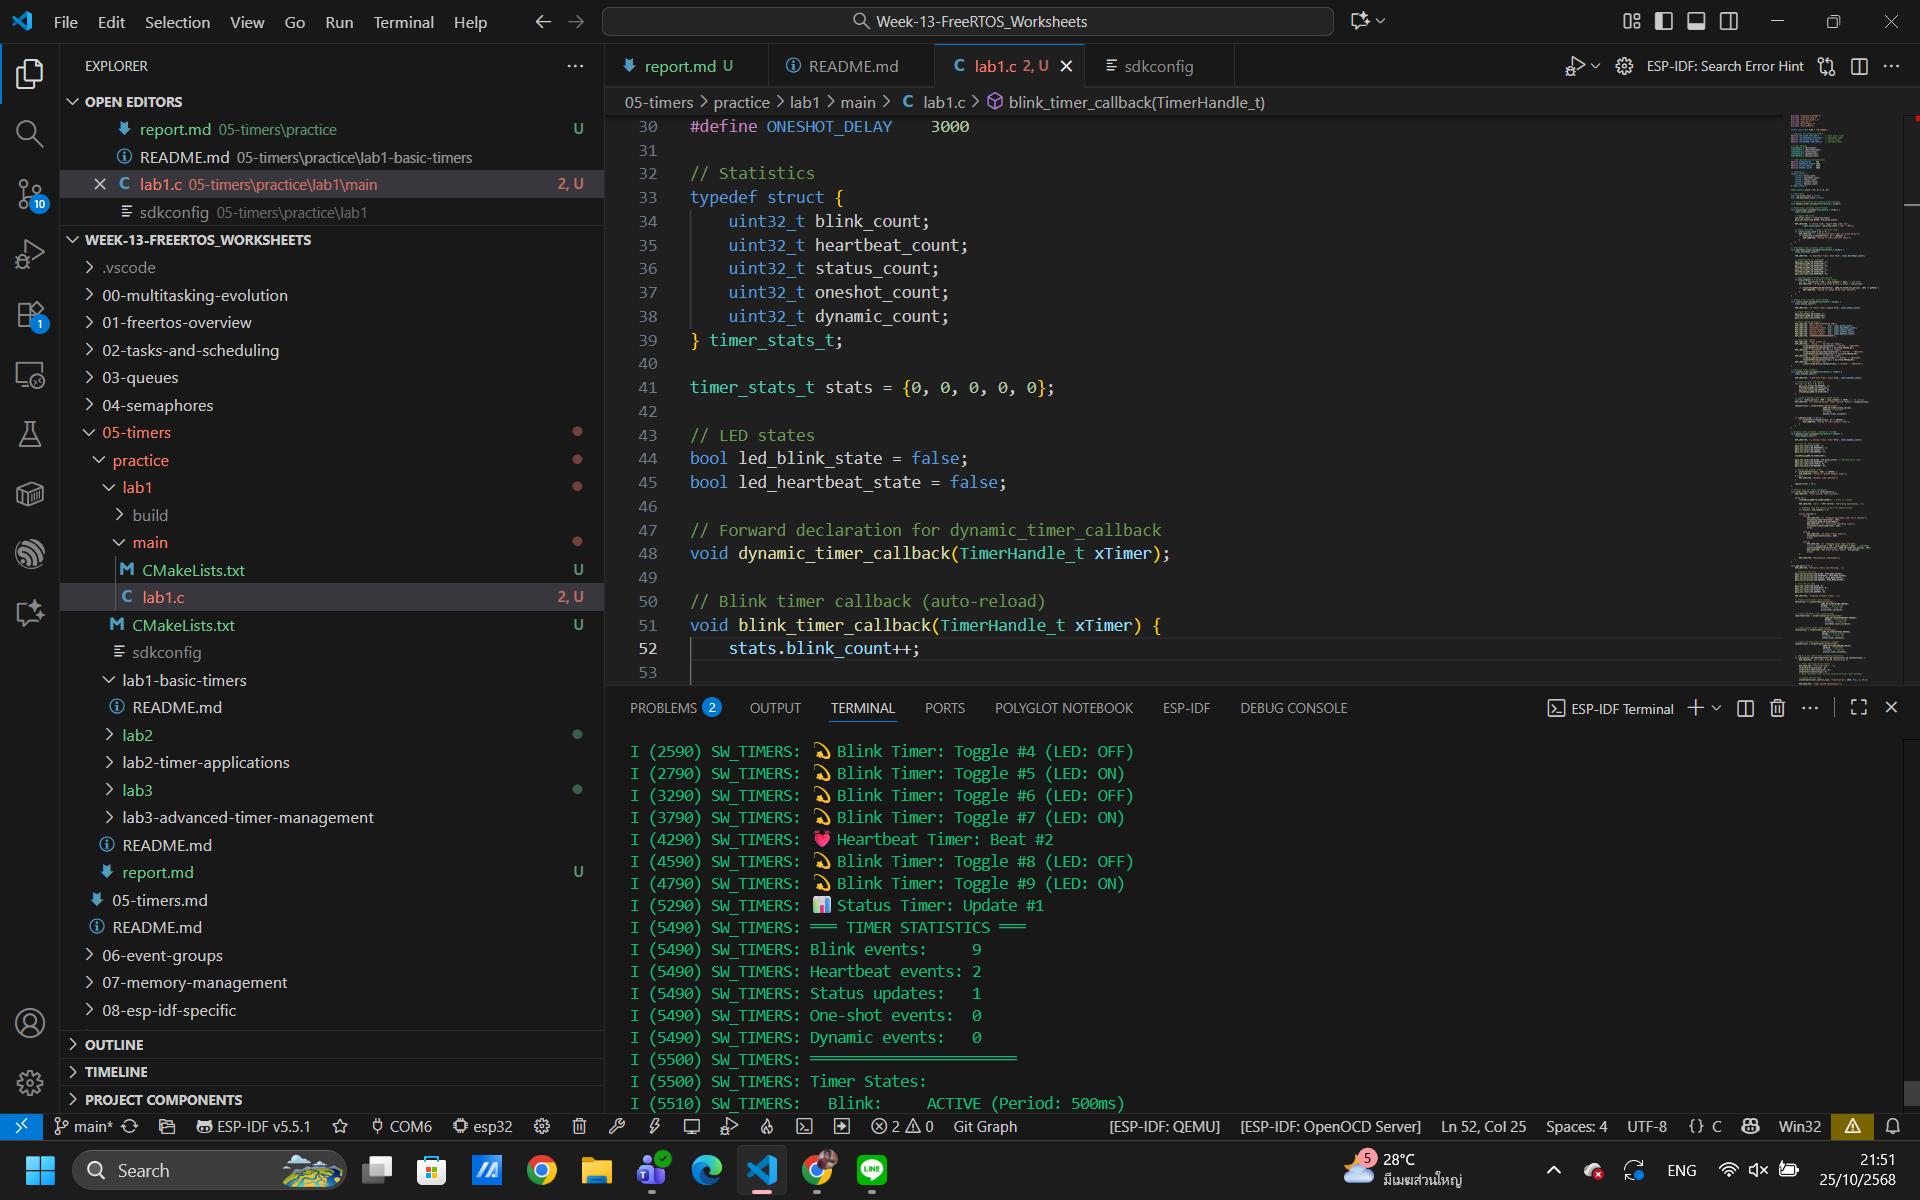 File Edit Selection View Go Run Terminal Help
Week-13-FreeRTOS_Worksheets
EXPLORER
OPEN EDITORS
report.md 05-timers\practice U
README.md 05-timers\practice\lab1-basic-timers
lab1.c 05-timers\practice\lab1\main 2, U
sdkconfig 05-timers\practice\lab1
WEEK-13-FREERTOS_WORKSHEETS
.vscode
00-multitasking-evolution
01-freertos-overview
02-tasks-and-scheduling
03-queues
04-semaphores
05-timers
practice
lab1
build
main
CMakeLists.txt U
lab1.c 2, U
CMakeLists.txt U
sdkconfig
lab1-basic-timers
README.md
lab2
lab2-timer-applications
lab3
lab3-advanced-timer-management
README.md
report.md U
05-timers.md
README.md
06-event-groups
07-memory-management
08-esp-idf-specific
OUTLINE
TIMELINE
PROJECT COMPONENTS
10
1
report.md U
README.md
lab1.c 2, U
sdkconfig
ESP-IDF: Search Error Hint
05-timers > practice > lab1 > main > C lab1.c > blink_timer_callback(TimerHandle_t)
30 #define ONESHOT_DELAY 3000
31
32 // Statistics
33 typedef struct {
34 uint32_t blink_count;
35 uint32_t heartbeat_count;
36 uint32_t status_count;
37 uint32_t oneshot_count;
38 uint32_t dynamic_count;
39 } timer_stats_t;
40
41 timer_stats_t stats = {0, 0, 0, 0, 0};
42
43 // LED states
44 bool led_blink_state = false;
45 bool led_heartbeat_state = false;
46
47 // Forward declaration for dynamic_timer_callback
48 void dynamic_timer_callback(TimerHandle_t xTimer);
49
50 // Blink timer callback (auto-reload)
51 void blink_timer_callback(TimerHandle_t xTimer) {
52 stats.blink_count++;
53
PROBLEMS 2 OUTPUT TERMINAL PORTS POLYGLOT NOTEBOOK ESP-IDF DEBUG CONSOLE
ESP-IDF Terminal
I (2590) SW_TIMERS: 💫 Blink Timer: Toggle #4 (LED: OFF)
I (2790) SW_TIMERS: 💫 Blink Timer: Toggle #5 (LED: ON)
I (3290) SW_TIMERS: 💫 Blink Timer: Toggle #6 (LED: OFF)
I (3790) SW_TIMERS: 💫 Blink Timer: Toggle #7 (LED: ON)
I (4290) SW_TIMERS: 💓 Heartbeat Timer: Beat #2
I (4590) SW_TIMERS: 💫 Blink Timer: Toggle #8 (LED: OFF)
I (4790) SW_TIMERS: 💫 Blink Timer: Toggle #9 (LED: ON)
I (5290) SW_TIMERS: 📊 Status Timer: Update #1
I (5490) SW_TIMERS: ═══ TIMER STATISTICS ═══
I (5490) SW_TIMERS: Blink events: 9
I (5490) SW_TIMERS: Heartbeat events: 2
I (5490) SW_TIMERS: Status updates: 1
I (5490) SW_TIMERS: One-shot events: 0
I (5490) SW_TIMERS: Dynamic events: 0
I (5500) SW_TIMERS: ═══════════════════════
I (5500) SW_TIMERS: Timer States:
I (5510) SW_TIMERS: Blink: ACTIVE (Period: 500ms)
main* ESP-IDF v5.5.1 COM6 esp32 2 0 Git Graph [ESP-IDF: QEMU] [ESP-IDF: OpenOCD Server] Ln 52, Col 25 Spaces: 4 UTF-8 {} C Win32
Search
5 28°C
มีเมฆส่วนใหญ่
ENG
21:51
25/10/2568